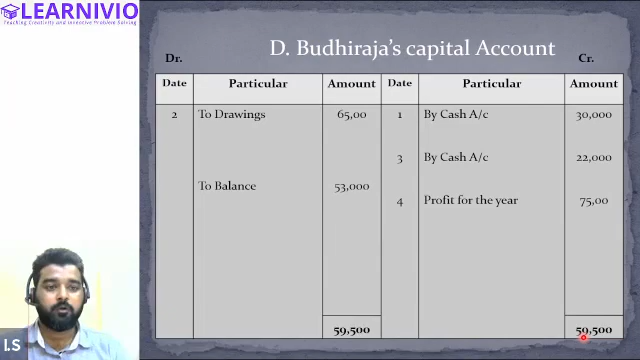 LEARNIVIO
Teaching Creativity and Inventive Problem Solving
D. Budhiraja's capital Account
Dr. Cr.
Date Particular Amount Date Particular Amount
2 To Drawings 65,00 1 By Cash A/c 30,000
3 By Cash A/c 22,000
To Balance 53,000
4 Profit for the year 75,00
59,500 59,500
I.S